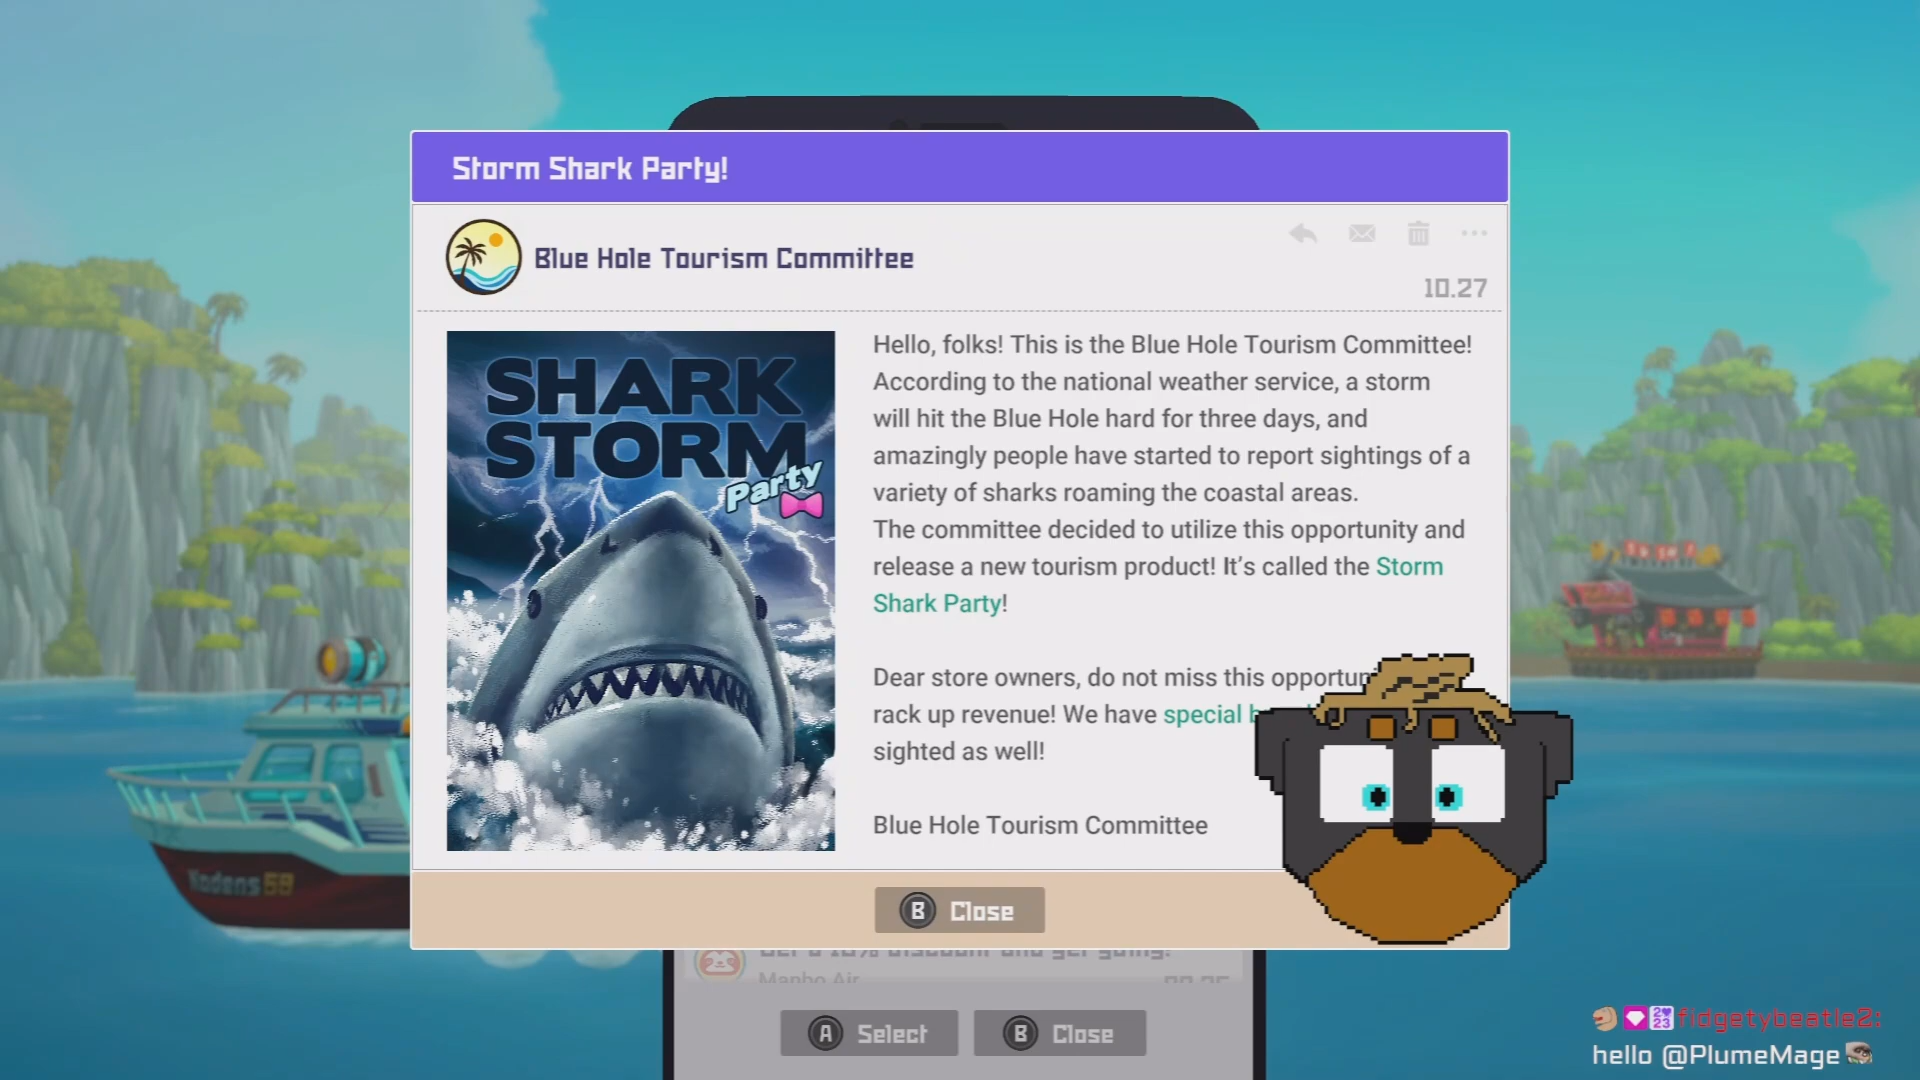 Storm Shark Party!
Blue Hole Tourism Committee
10.27
SHARK
STORM
Party
Hello, folks! This is the Blue Hole Tourism Committee!
According to the national weather service, a storm
will hit the Blue Hole hard for three days, and
amazingly people have started to report sightings of a
variety of sharks roaming the coastal areas.
The committee decided to utilize this opportunity and
release a new tourism product! It's called the Storm
Shark Party!
Dear store owners, do not miss this
rack up revenue! We have special
sighted as well!
Blue Hole Tourism Committee
B Close
Manbo Air
A Select
B Close
Nodens58
SUSHI
2023
fidgetybeatle2:
hello @PlumeMage